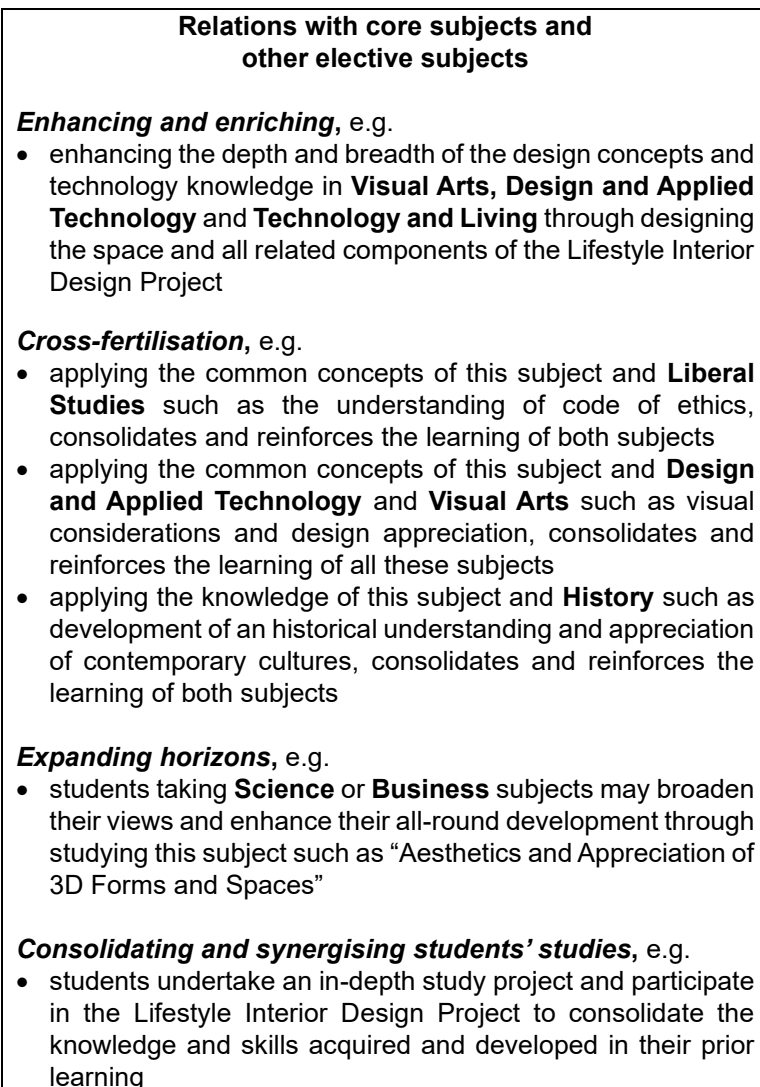 Relations with core subjects and
other elective subjects
Enhancing and enriching, e.g.
• enhancing the depth and breadth of the design concepts and
technology knowledge in Visual Arts, Design and Applied
Technology and Technology and Living through designing
the space and all related components of the Lifestyle Interior
Design Project
Cross-fertilisation, e.g.
• applying the common concepts of this subject and Liberal
Studies such as the understanding of code of ethics,
consolidates and reinforces the learning of both subjects
• applying the common concepts of this subject and Design
and Applied Technology and Visual Arts such as visual
considerations and design appreciation, consolidates and
reinforces the learning of all these subjects
• applying the knowledge of this subject and History such as
development of an historical understanding and appreciation
of contemporary cultures, consolidates and reinforces the
learning of both subjects
Expanding horizons, e.g.
• students taking Science or Business subjects may broaden
their views and enhance their all-round development through
studying this subject such as “Aesthetics and Appreciation of
3D Forms and Spaces”
Consolidating and synergising students’ studies, e.g.
• students undertake an in-depth study project and participate
in the Lifestyle Interior Design Project to consolidate the
knowledge and skills acquired and developed in their prior
learning